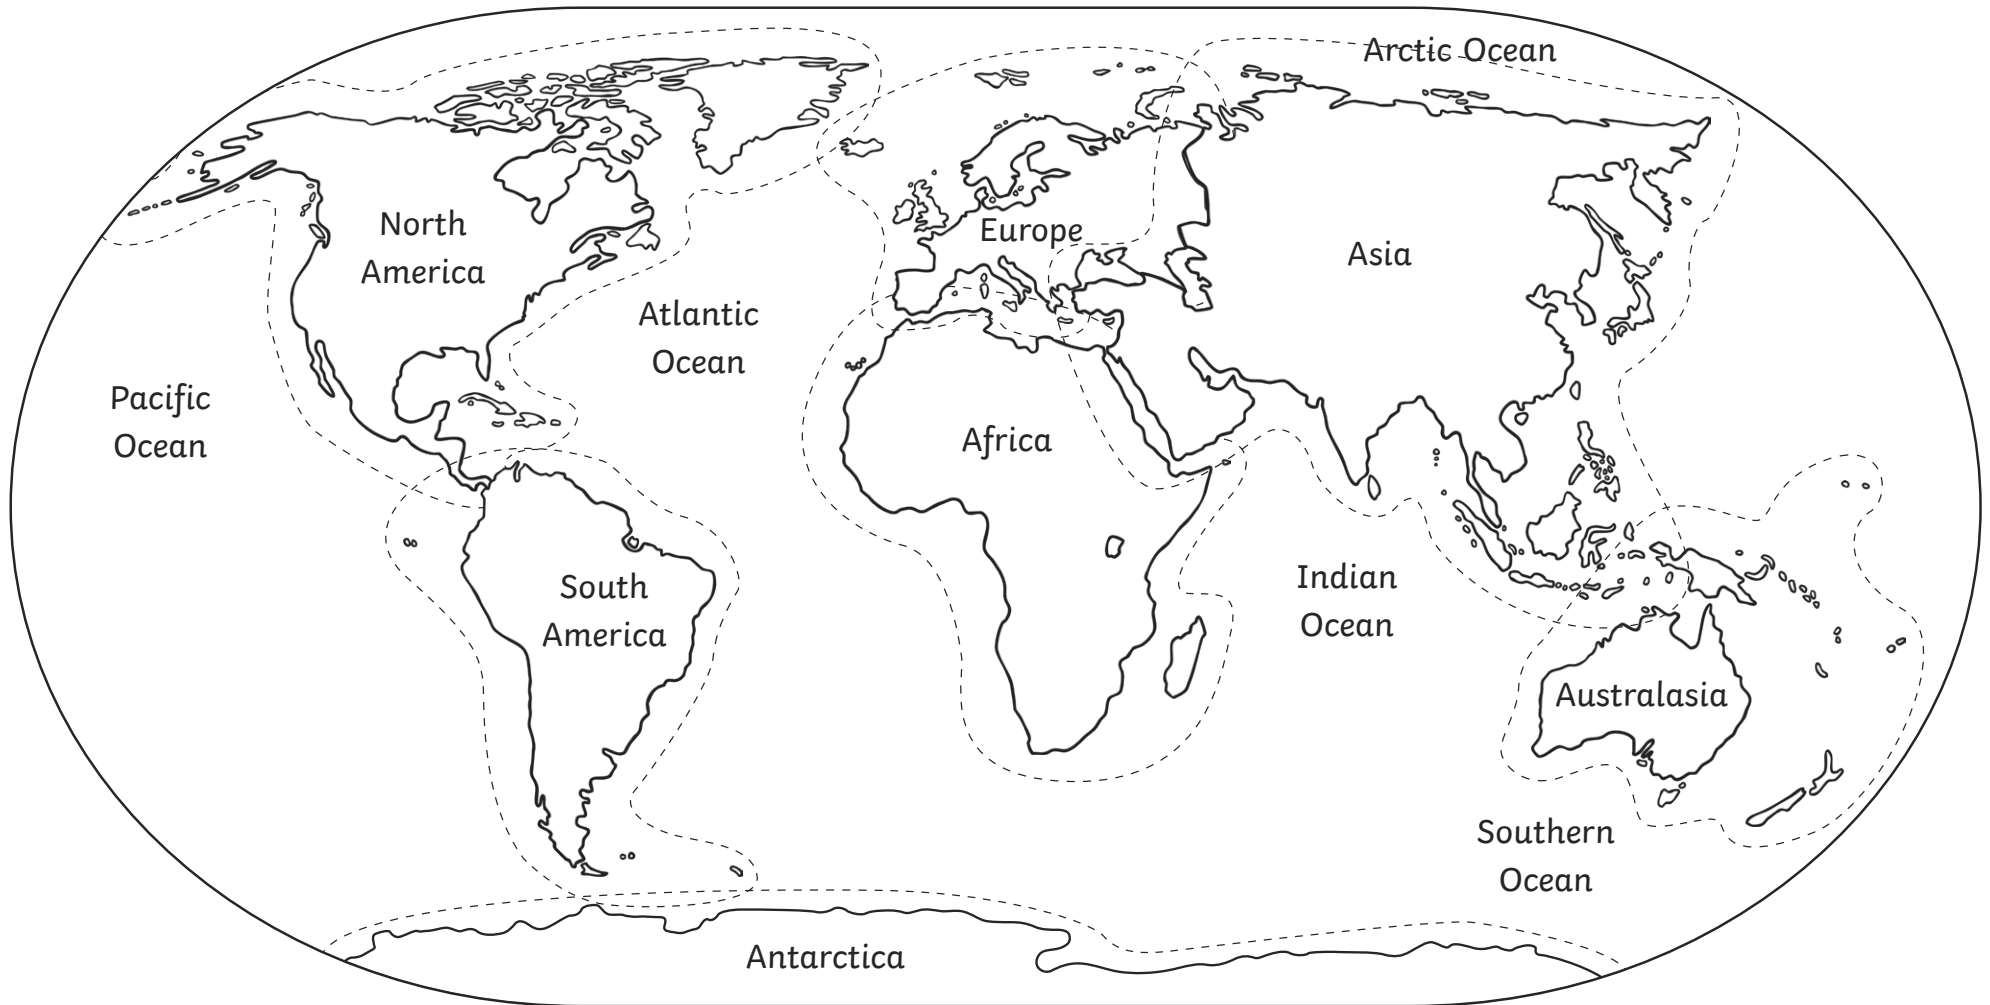 Arctic Ocean
North
America
Europe
Asia
Atlantic
Ocean
Pacific
Ocean
Africa
Indian
Ocean
South
America
Australasia
Southern
Ocean
Antarctica